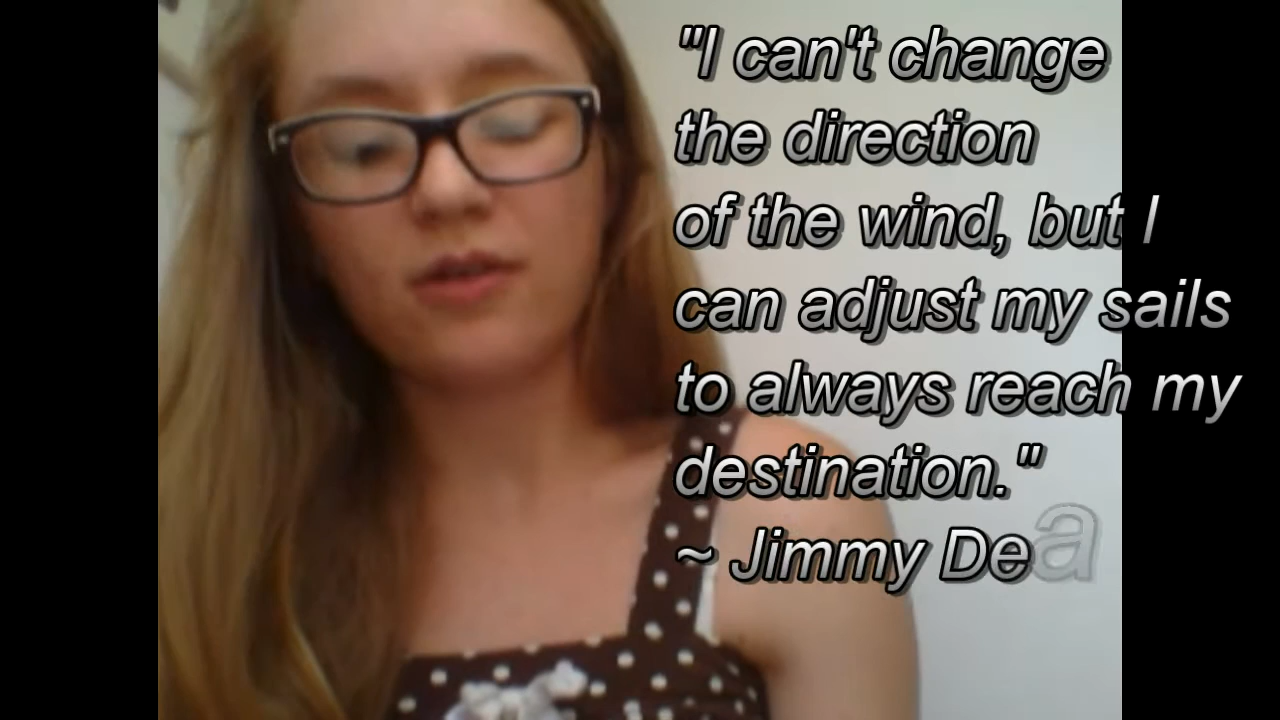 "I can't change
the direction
of the wind, but I
can adjust my sails
to always reach my
destination."
~ Jimmy Dea